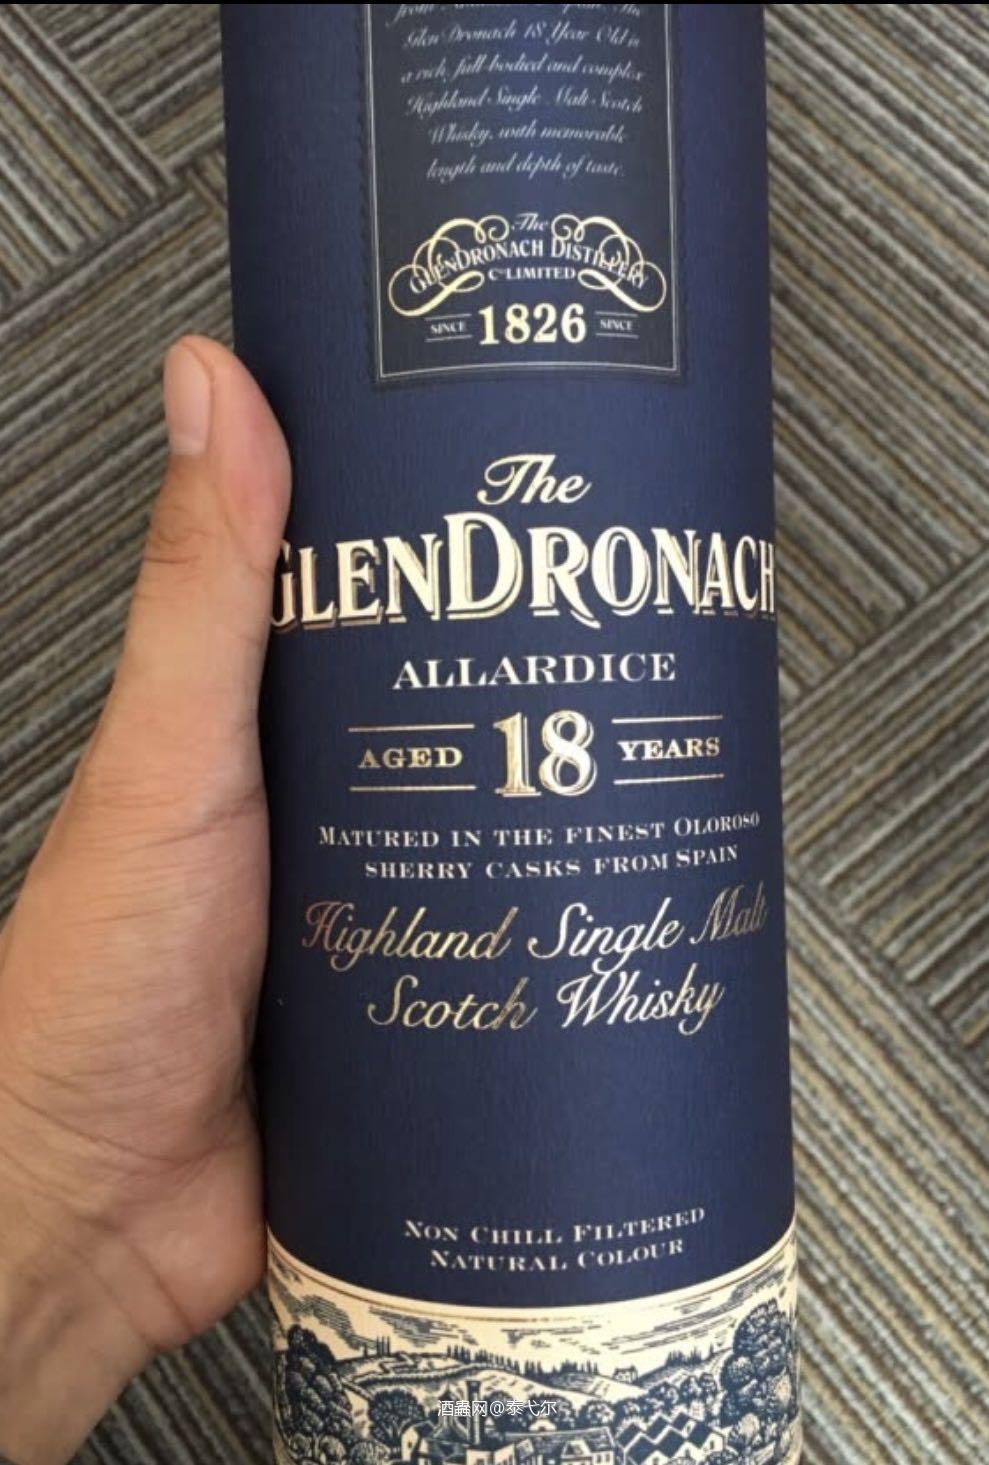 Glen Dronach 18 Year Old is
a rich, full-bodied and complex
Highland Single Malt Scotch
Whisky, with memorable
length and depth of taste.
The
GLENDRONACH DISTILLERY
Co LIMITED
SINCE 1826 SINCE
The
GLENDRONACH
ALLARDICE
AGED 18 YEARS
MATURED IN THE FINEST OLOROSO
SHERRY CASKS FROM SPAIN
Highland Single Malt
Scotch Whisky
NON CHILL FILTERED
NATURAL COLOUR
酒蟲网@泰弋尔